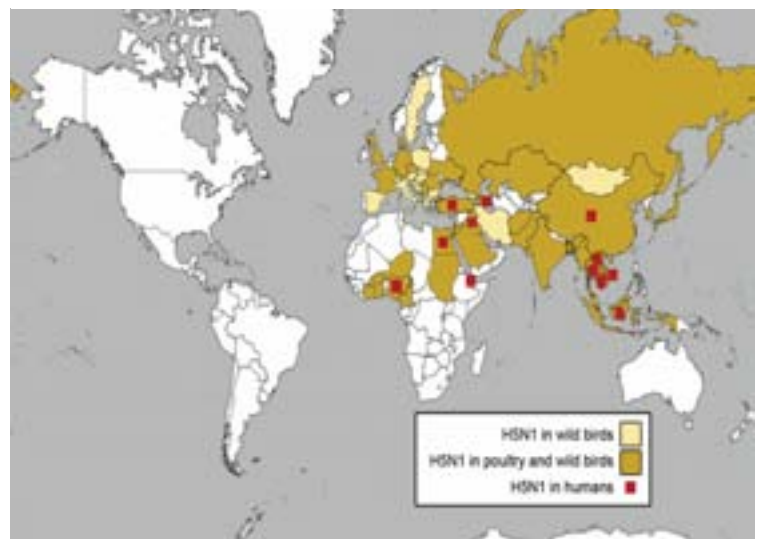 H5N1 in wild birds
H5N1 in poultry and wild birds
H5N1 in humans